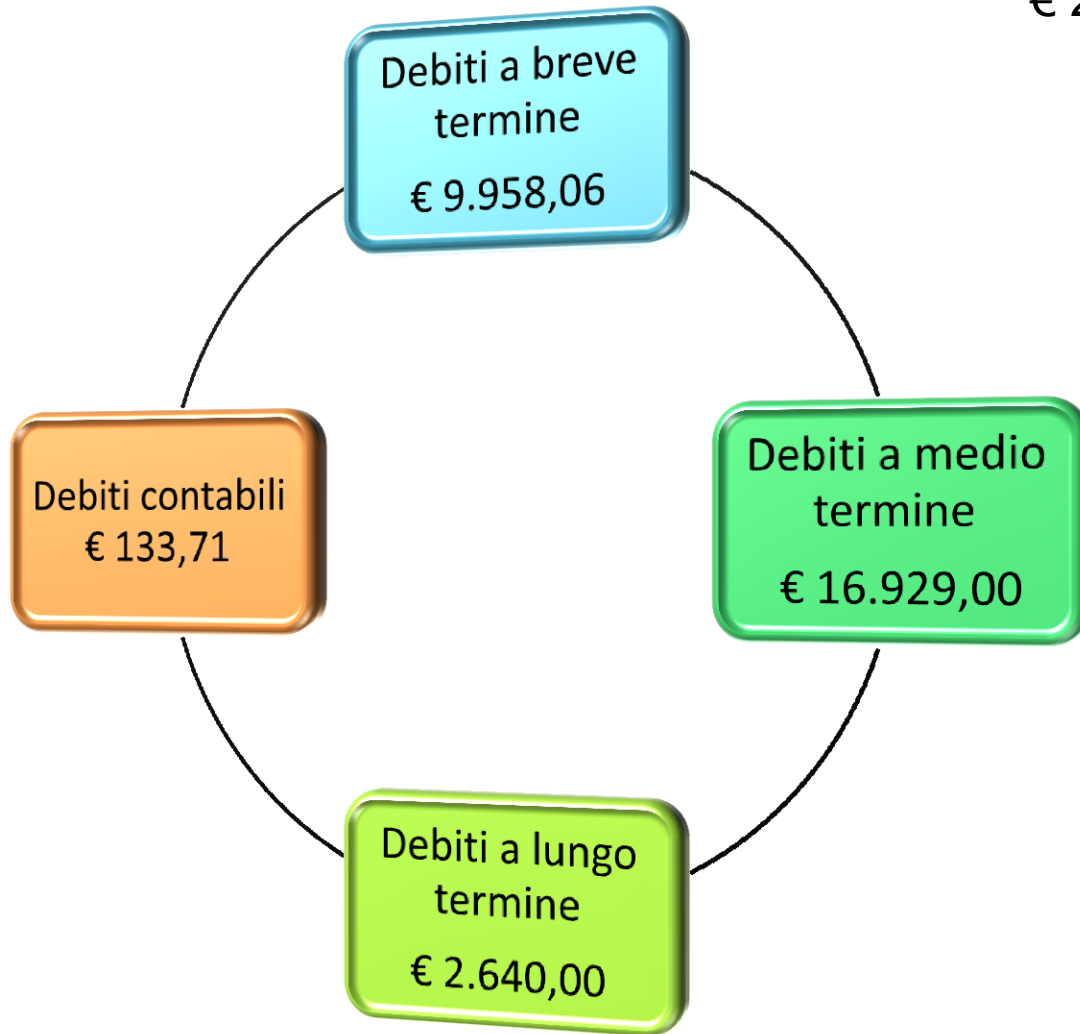 € 2
Debiti a breve
termine
€ 9.958,06
Debiti contabili
€ 133,71
Debiti a medio
termine
€ 16.929,00
Debiti a lungo
termine
€ 2.640,00